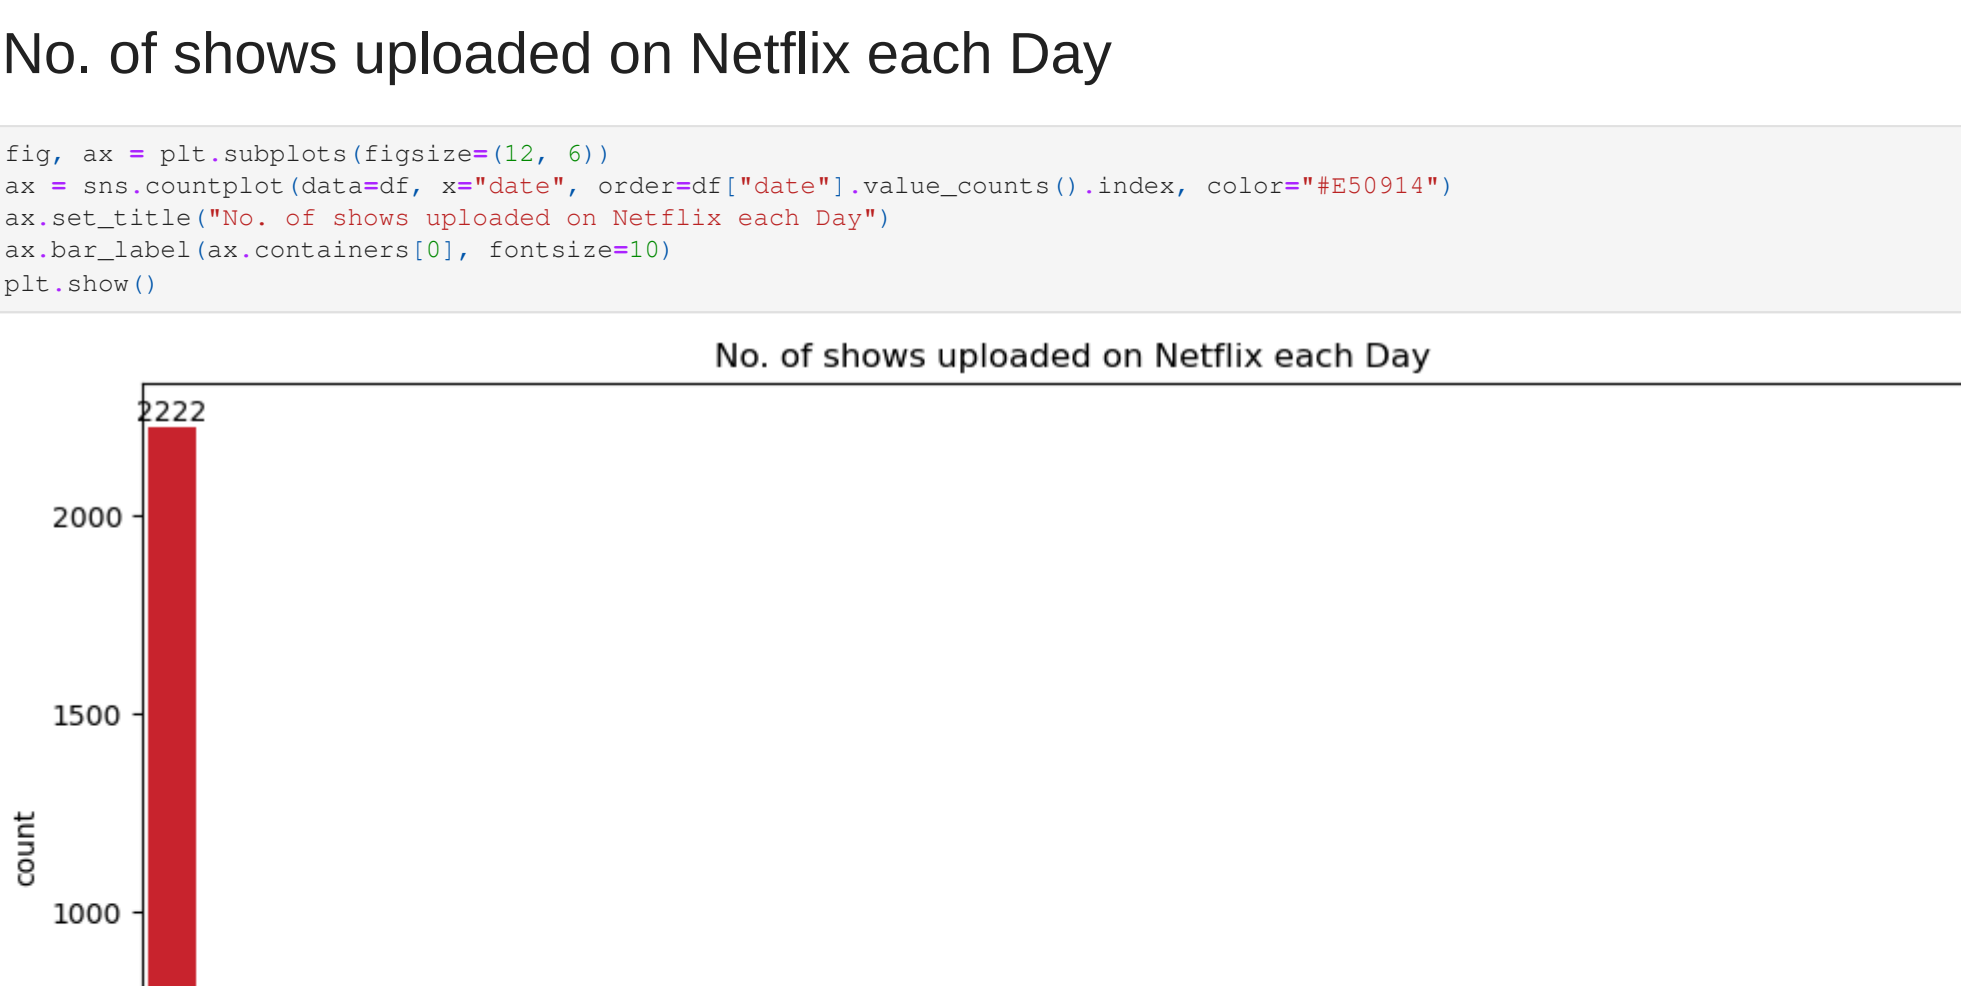 No. of shows uploaded on Netflix each Day
fig, ax = plt.subplots(figsize=(12, 6))
ax = sns.countplot(data=df, x="date", order=df["date"].value_counts().index, color="#E50914")
ax.set_title("No. of shows uploaded on Netflix each Day")
ax.bar_label(ax.containers[0], fontsize=10)
plt.show()
No. of shows uploaded on Netflix each Day
2222
2000
1500
count
1000